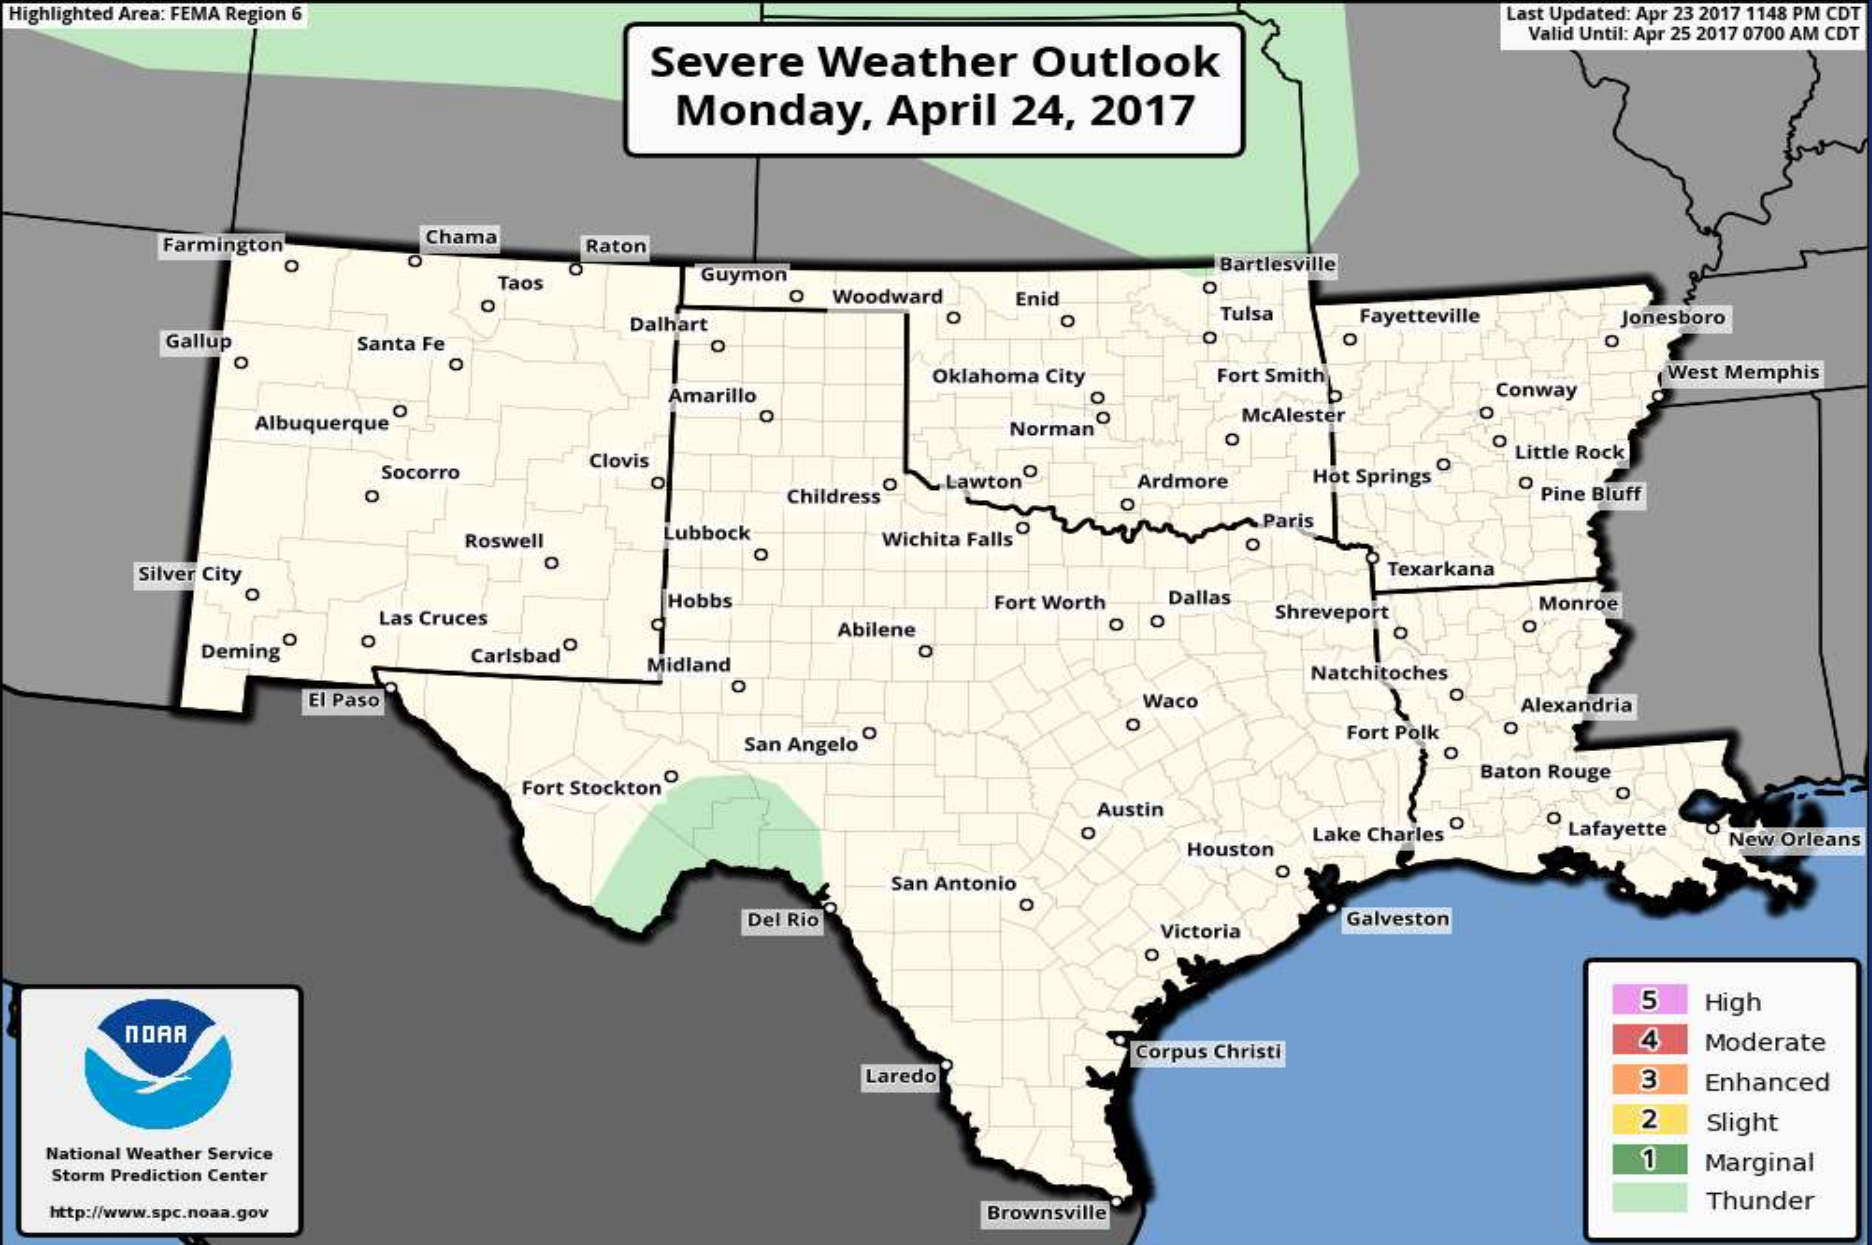 Highlighted Area: FEMA Region 6
Last Updated: Apr 23 2017 1148 PM CDT
Valid Until: Apr 25 2017 0700 AM CDT
Severe Weather Outlook
Monday, April 24, 2017
Farmington
Chama
Raton
Taos
Guymon
Woodward
Enid
Bartlesville
Tulsa
Gallup
Santa Fe
Dalhart
Fayetteville
Jonesboro
Albuquerque
Amarillo
Oklahoma City
Fort Smith
Conway
West Memphis
Norman
McAlester
Little Rock
Socorro
Clovis
Childress
Lawton
Ardmore
Hot Springs
Pine Bluff
Roswell
Lubbock
Wichita Falls
Paris
Texarkana
Silver City
Las Cruces
Hobbs
Abilene
Fort Worth
Dallas
Shreveport
Monroe
Deming
Carlsbad
Midland
Natchitoches
El Paso
San Angelo
Waco
Fort Polk
Alexandria
Fort Stockton
Austin
Baton Rouge
Houston
Lake Charles
Lafayette
New Orleans
Del Rio
San Antonio
Victoria
Galveston
Laredo
Corpus Christi
Brownsville
NOAA
National Weather Service
Storm Prediction Center
http://www.spc.noaa.gov
5 High
4 Moderate
3 Enhanced
2 Slight
1 Marginal
Thunder